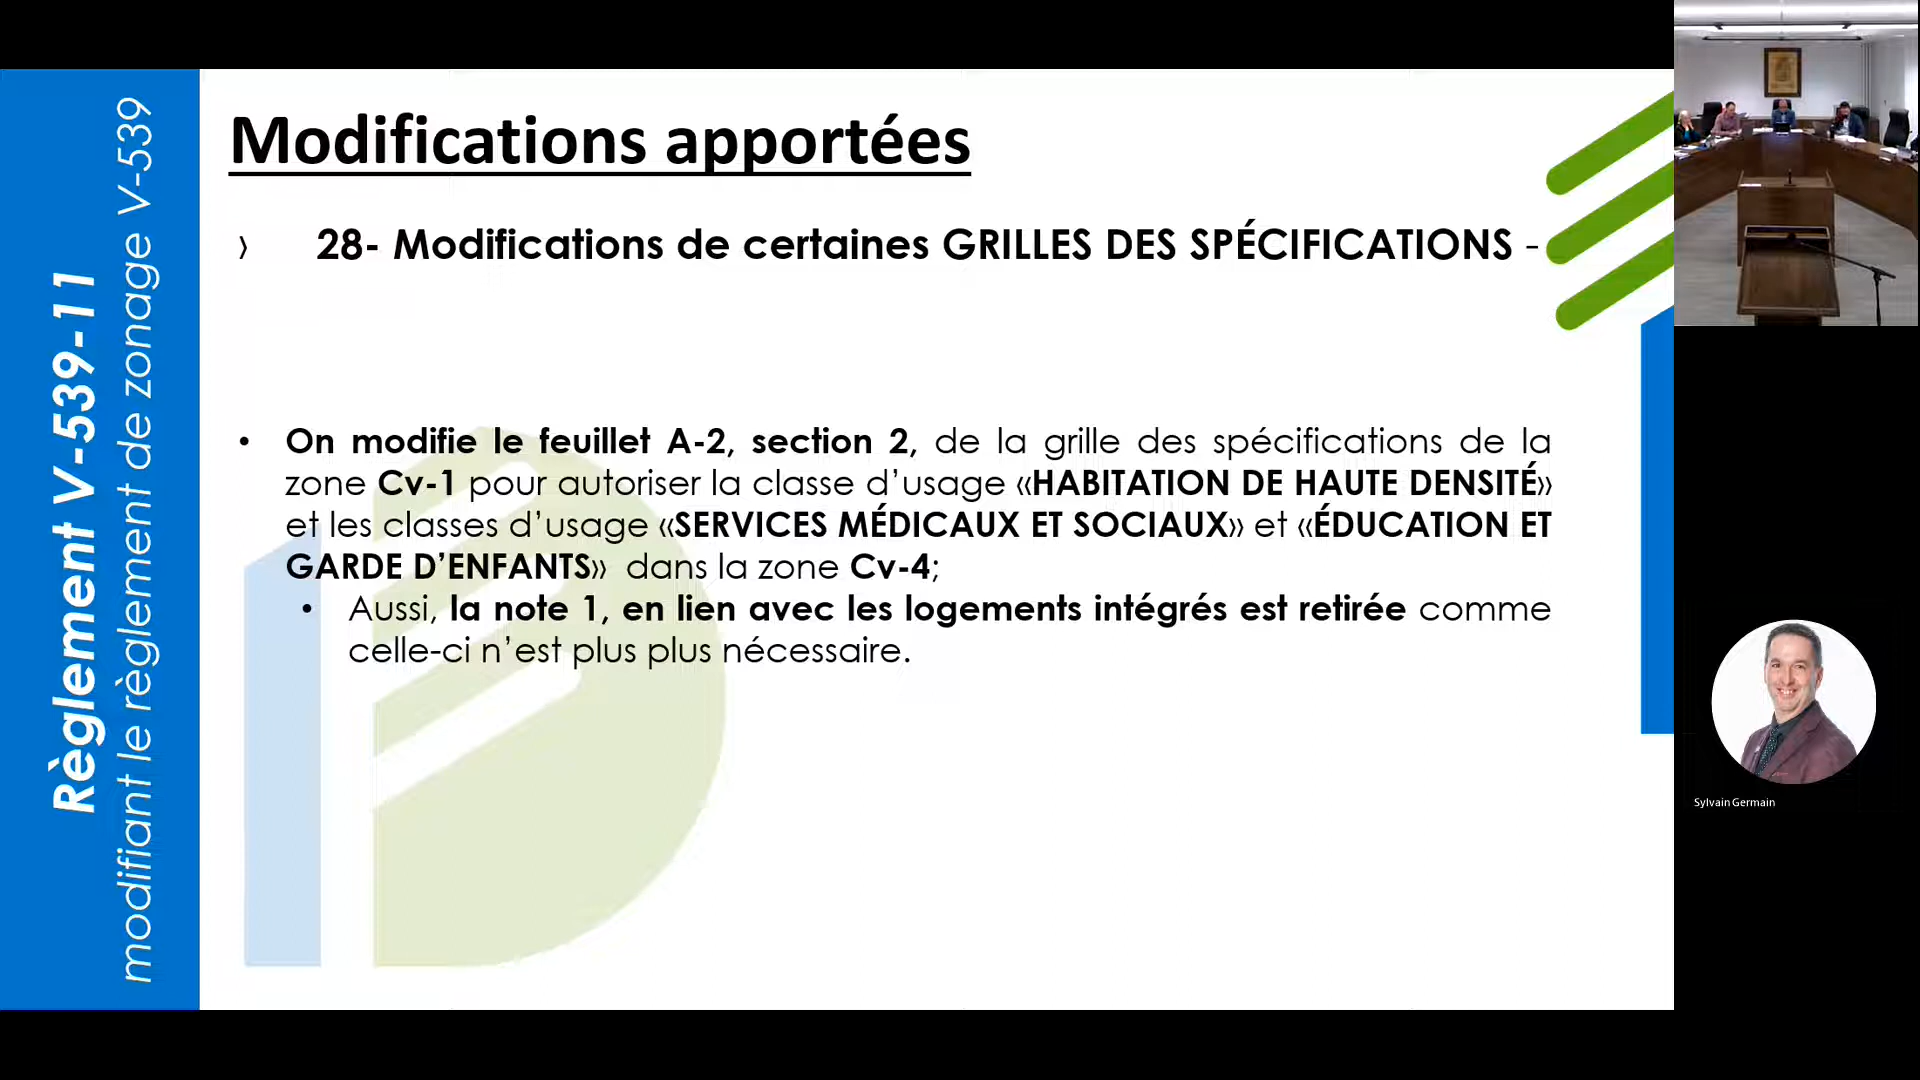 Règlement V-539-11
modifiant le règlement de zonage V-539
Modifications apportées
› 28- Modifications de certaines GRILLES DES SPÉCIFICATIONS -
• On modifie le feuillet A-2, section 2, de la grille des spécifications de la
zone Cv-1 pour autoriser la classe d’usage «HABITATION DE HAUTE DENSITÉ»
et les classes d’usage «SERVICES MÉDICAUX ET SOCIAUX» et «ÉDUCATION ET
GARDE D’ENFANTS» dans la zone Cv-4;
• Aussi, la note 1, en lien avec les logements intégrés est retirée comme
celle-ci n’est plus plus nécessaire.
Sylvain Germain